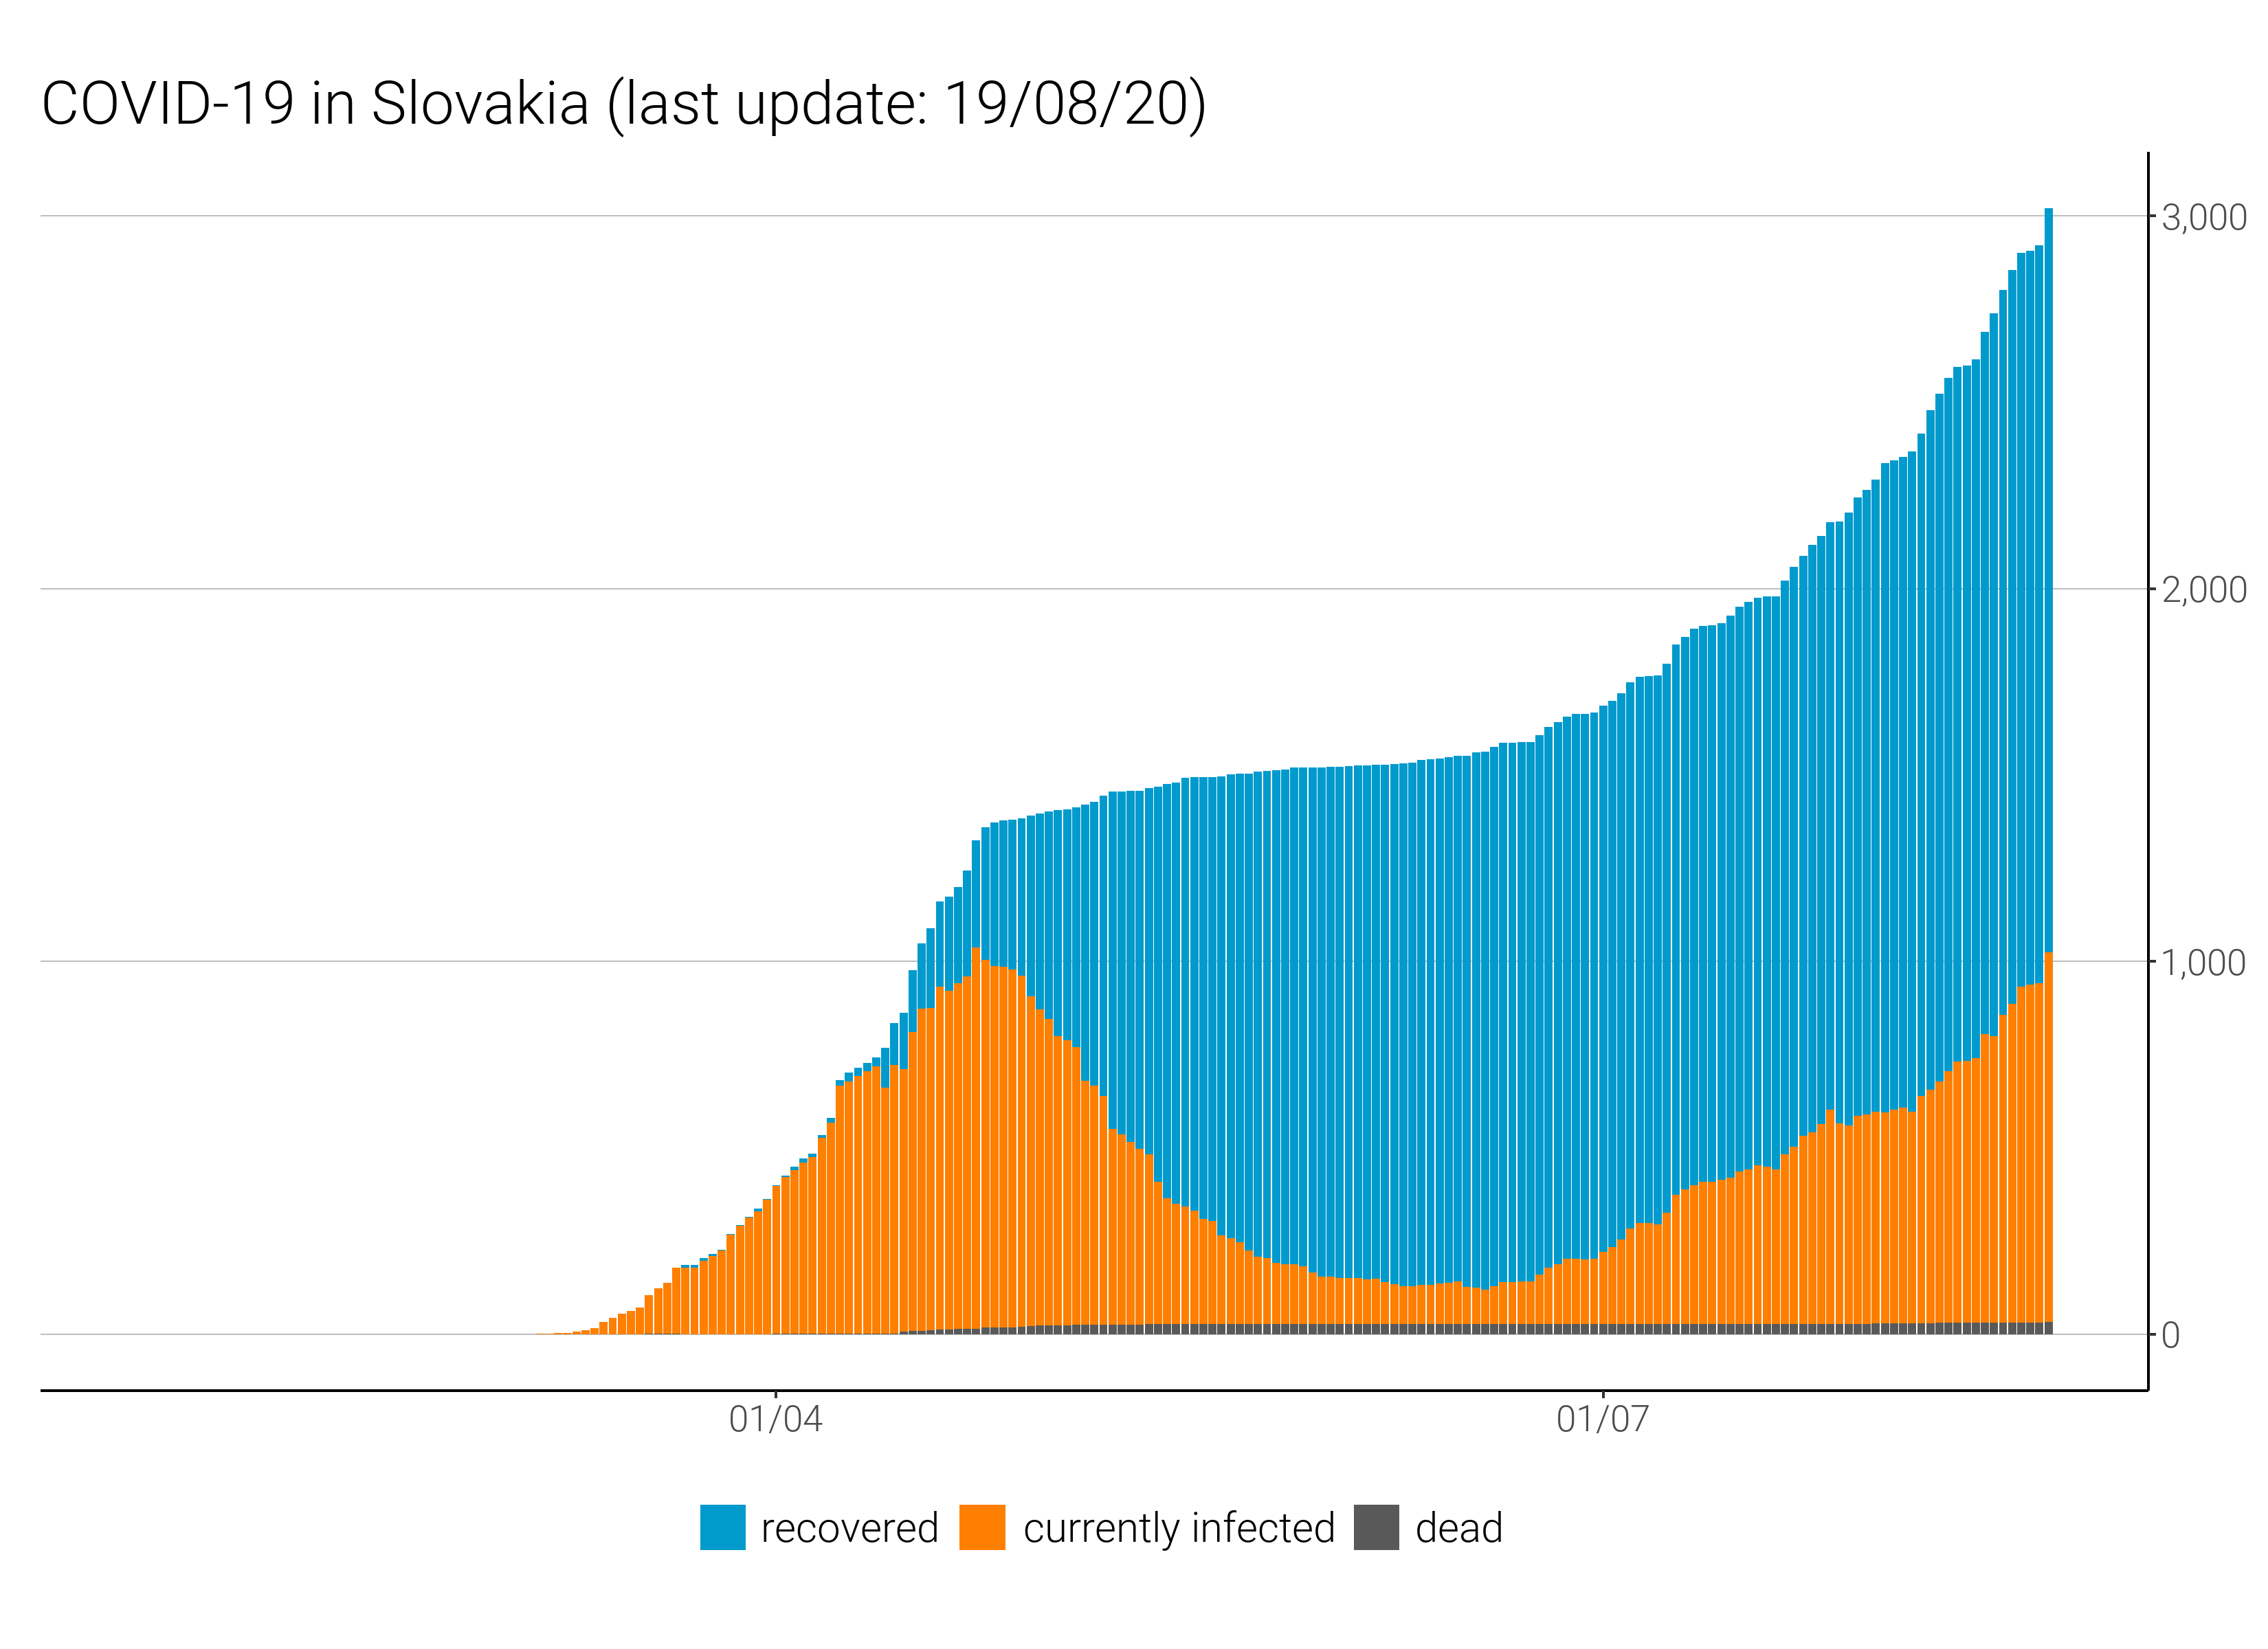 COVID-19 in Slovakia (last update: 19/08/20)
3,000
2,000
1,000
0
01/04 01/07
recovered currently infected dead